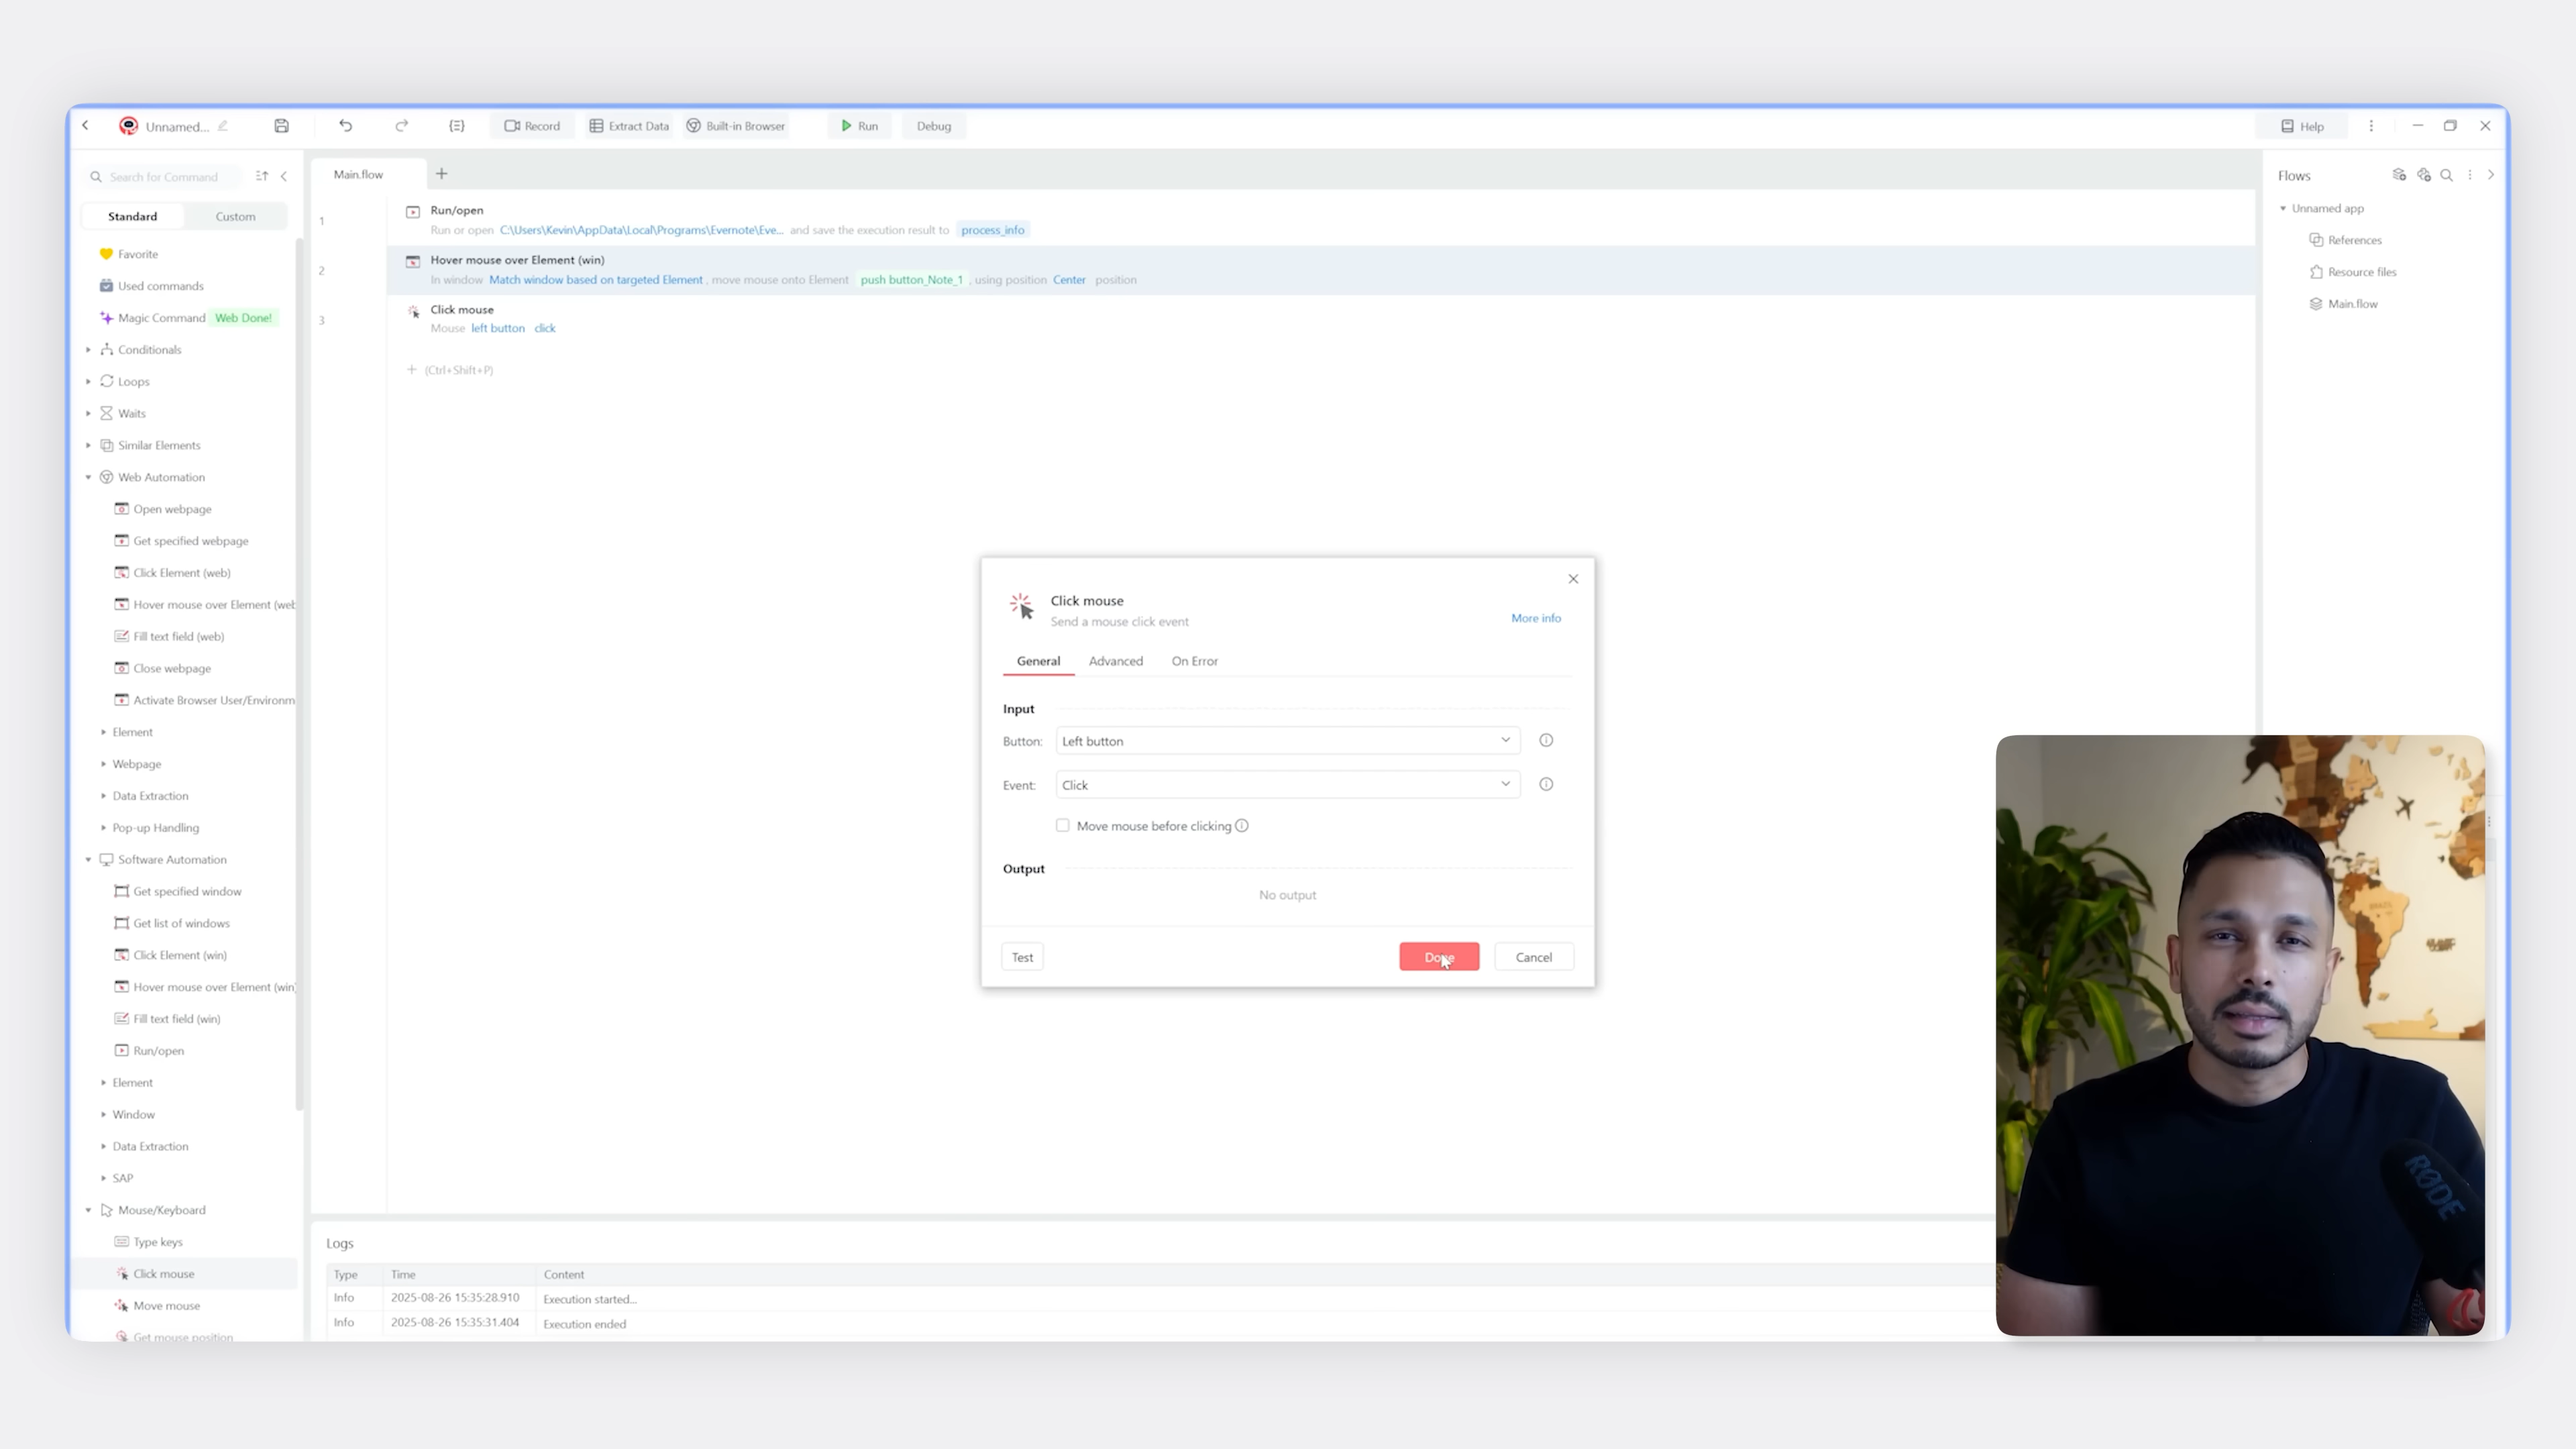 Unnamed...
Record
Extract Data
Built-in Browser
Run
Debug
Help
Search for Command
Standard
Custom
Favorite
Used commands
Magic Command
Web Done!
Conditionals
Loops
Waits
Similar Elements
Web Automation
Open webpage
Get specified webpage
Click Element (web)
Hover mouse over Element (web
Fill text field (web)
Close webpage
Activate Browser User/Environm
Element
Webpage
Data Extraction
Pop-up Handling
Software Automation
Get specified window
Get list of windows
Click Element (win)
Hover mouse over Element (win)
Fill text field (win)
Run/open
Element
Window
Data Extraction
SAP
Mouse/Keyboard
Type keys
Click mouse
Move mouse
Get mouse position
Main.flow
1
Run/open
Run or open C:\Users\Kevin\AppData\Local\Programs\Evernote\Eve... and save the execution result to process_info
2
Hover mouse over Element (win)
In window Match window based on targeted Element , move mouse onto Element push button_Note_1 , using position Center position
3
Click mouse
Mouse left button click
(Ctrl+Shift+P)
Click mouse
Send a mouse click event
More info
General
Advanced
On Error
Input
Button: Left button
Event: Click
Move mouse before clicking
Output
No output
Test
Done
Cancel
Logs
Type Time Content
Info 2025-08-26 15:35:28.910 Execution started...
Info 2025-08-26 15:35:31.404 Execution ended
Flows
Unnamed app
References
Resource files
Main.flow
BRAZIL
RØDE